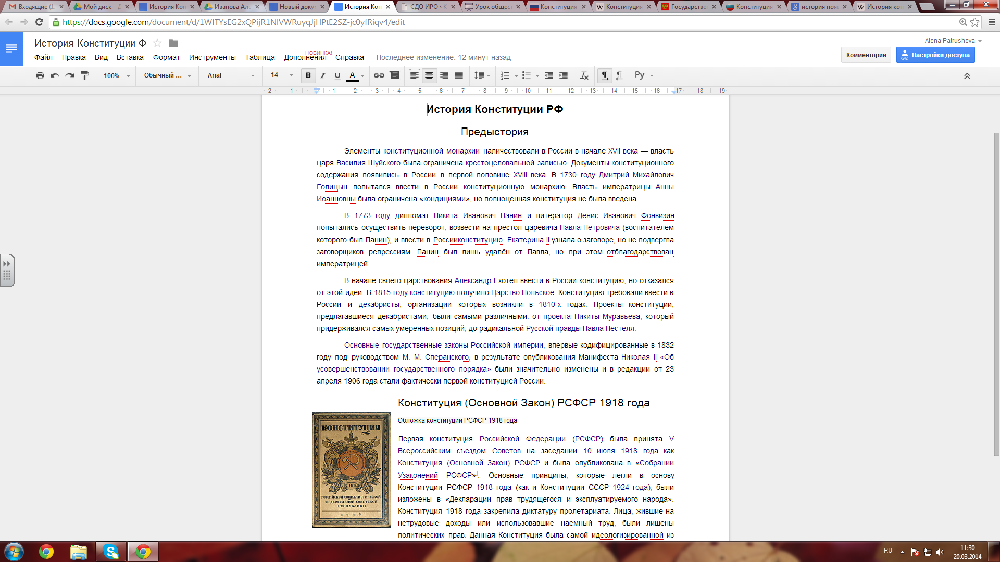 Входящие (1
Мой диск – Д
История Кон
Иванова Але
Новый докум
История Кон
СДО ИРО › К
Урок общест
Конституция
Конституция
Государстве
Конституция
история появ
История кон
https://docs.google.com/document/d/1WfTYsEG2xQPijR1NlVWRuyqJjHPtE2SZ-jc0yfRiqv4/edit
История Конституции Ф
Alena Patrusheva
НОВИНКА!
Файл Правка Вид Вставка Формат Инструменты Таблица Дополнения Справка Последнее изменение: 12 минут назад
Комментарии Настройки доступа
100% Обычный ... Arial 14 B I U A Ру
2 1 1 2 3 4 5 6 7 8 9 10 11 12 13 14 15 16 17 18 19
История Конституции РФ
Предыстория
Элементы конституционной монархии наличествовали в России в начале XVII века — власть
царя Василия Шуйского была ограничена крестоцеловальной записью. Документы конституционного
содержания появились в России в первой половине XVIII века. В 1730 году Дмитрий Михайлович
Голицын попытался ввести в России конституционную монархию. Власть императрицы Анны
Иоанновны была ограничена «кондициями», но полноценная конституция не была введена.
В 1773 году дипломат Никита Иванович Панин и литератор Денис Иванович Фонвизин
попытались осуществить переворот, возвести на престол царевича Павла Петровича (воспитателем
которого был Панин), и ввести в Россииконституцию. Екатерина II узнала о заговоре, но не подвергла
заговорщиков репрессиям. Панин был лишь удалён от Павла, но при этом отблагодарствован
императрицей.
В начале своего царствования Александр I хотел ввести в России конституцию, но отказался
от этой идеи. В 1815 году конституцию получило Царство Польское. Конституцию требовали ввести в
России и декабристы, организации которых возникли в 1810-х годах. Проекты конституции,
предлагавшиеся декабристами, были самыми различными: от проекта Никиты Муравьёва, который
придерживался самых умеренных позиций, до радикальной Русской правды Павла Пестеля.
Основные государственные законы Российской империи, впервые кодифицированные в 1832
году под руководством М. М. Сперанского, в результате опубликования Манифеста Николая II «Об
усовершенствовании государственного порядка» были значительно изменены и в редакции от 23
апреля 1906 года стали фактически первой конституцией России.
Конституция (Основной Закон) РСФСР 1918 года
Обложка конституции РСФСР 1918 года
КОНСТИТУЦИЯ
РОССИЙСКОЙ СОЦИАЛИСТИЧЕСКОЙ
ФЕДЕРАТИВНОЙ СОВЕТСКОЙ
РЕСПУБЛИКИ
1918
Первая конституция Российской Федерации (РСФСР) была принята V
Всероссийским съездом Советов на заседании 10 июля 1918 года как
Конституция (Основной Закон) РСФСР и была опубликована в «Собрании
Узаконений РСФСР»]. Основные принципы, которые легли в основу
Конституции РСФСР 1918 года (как и Конституции СССР 1924 года), были
изложены в «Декларации прав трудящегося и эксплуатируемого народа».
Конституция 1918 года закрепила диктатуру пролетариата. Лица, жившие на
нетрудовые доходы или использовавшие наемный труд, были лишены
политических прав. Данная Конституция была самой идеологизированной из
RU
11:30
20.03.2014